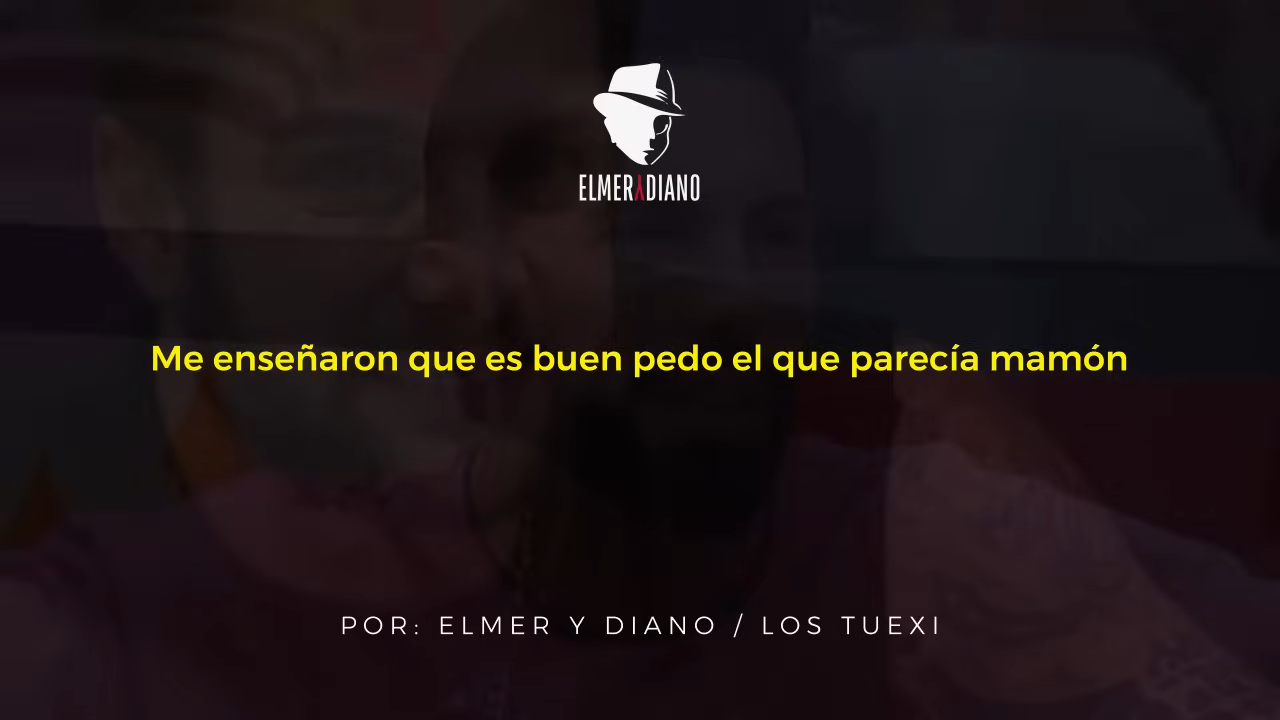 ELMERYDIANO
Me enseñaron que es buen pedo el que parecía mamón
POR: ELMER Y DIANO / LOS TUEXI